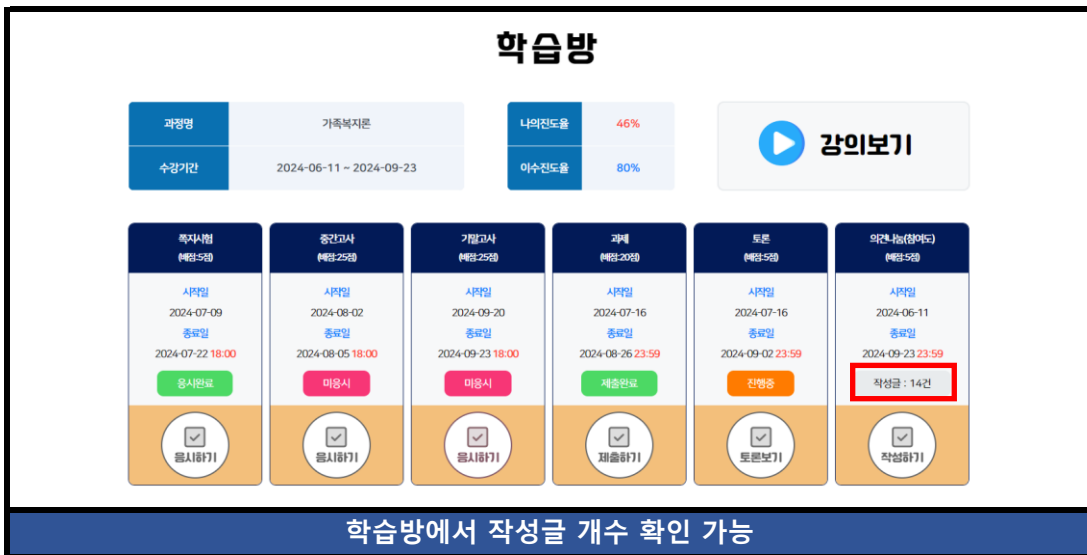 학습방
과정명 가족복지론 나의진도율 46%
강의보기
수강기간 2024-06-11 ~ 2024-09-23 이수진도율 80%
쪽지시험 중간고사 기말고사 과제 토론 의견나눔(참여도)
(배점:5점) (배점:25점) (배점:25점) (배점:20점) (배점:5점) (배점:5점)
시작일 시작일 시작일 시작일 시작일 시작일
2024-07-09 2024-08-02 2024-09-20 2024-07-16 2024-07-16 2024-06-11
종료일 종료일 종료일 종료일 종료일 종료일
2024-07-22 18:00 2024-08-05 18:00 2024-09-23 18:00 2024-08-26 23:59 2024-09-02 23:59 2024-09-23 23:59
응시완료 미응시 미응시 제출완료 진행중 작성글 : 14건
응시하기 응시하기 응시하기 제출하기 토론보기 작성하기
학습방에서 작성글 개수 확인 가능